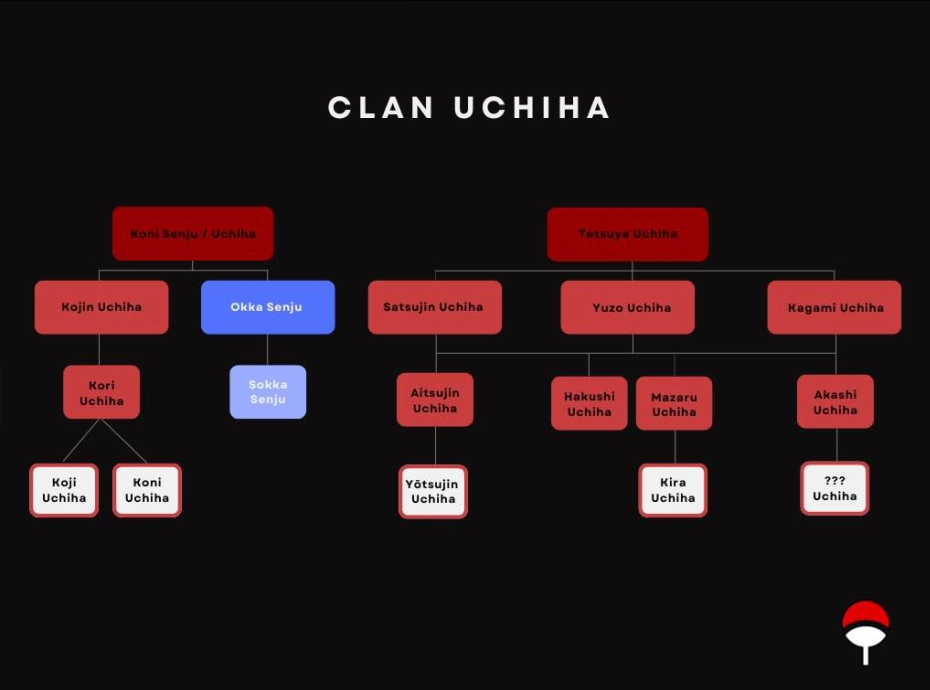 CLAN UCHIHA
Koni Senju / Uchiha
Tetsuya Uchiha
Kojin Uchiha
Okka Senju
Satsujin Uchiha
Yuzo Uchiha
Kagami Uchiha
Kori
Uchiha
Sokka
Senju
Aitsujin
Uchiha
Hakushi
Uchiha
Mazaru
Uchiha
Akashi
Uchiha
Koji
Uchiha
Koni
Uchiha
Yōtsujin
Uchiha
Kira
Uchiha
???
Uchiha